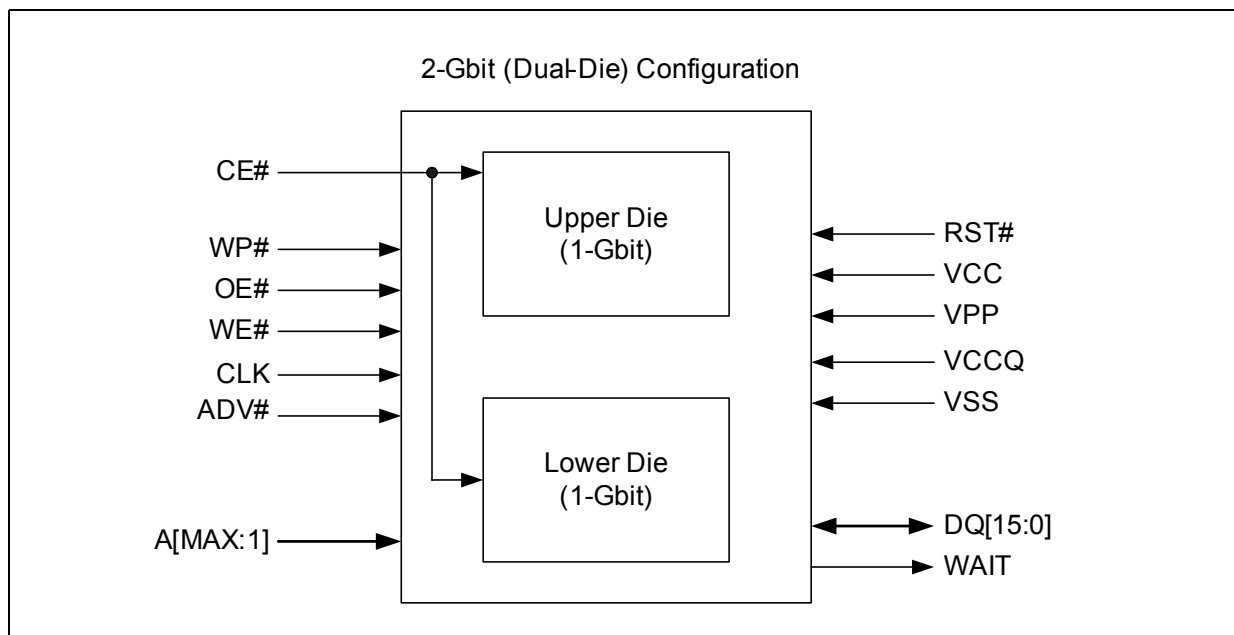 2-Gbit (Dual-Die) Configuration
CE#
WP#
OE#
WE#
CLK
ADV#
A[MAX:1]
Upper Die
(1-Gbit)
Lower Die
(1-Gbit)
RST#
VCC
VPP
VCCQ
VSS
DQ[15:0]
WAIT